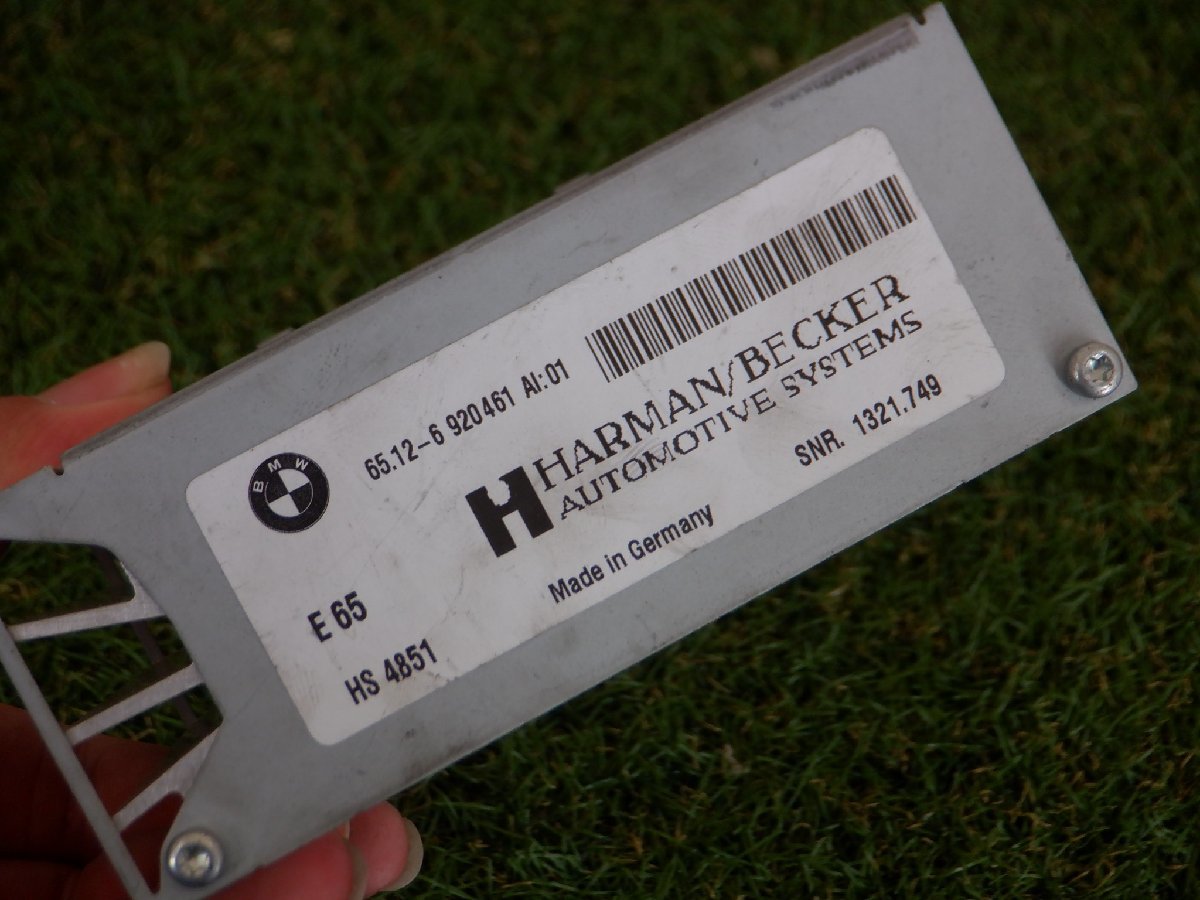 BMW
65.12-6 920461 AI:01
HARMAN/BECKER
AUTOMOTIVE SYSTEMS
SNR. 1321.749
Made in Germany
E 65
HS 4851